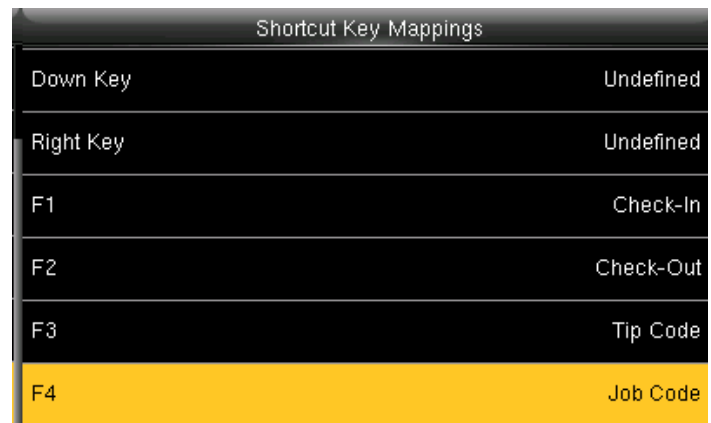 Shortcut Key Mappings
Down Key Undefined
Right Key Undefined
F1 Check-In
F2 Check-Out
F3 Tip Code
F4 Job Code